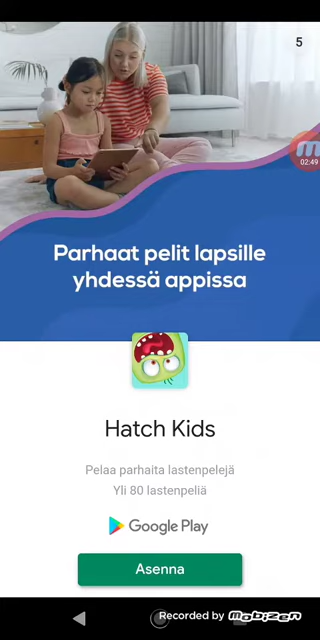 5
02:49
Parhaat pelit lapsille
yhdessä appissa
Hatch Kids
Pelaa parhaita lastenpelejä
Yli 80 lastenpeliä
Google Play
Asenna
Recorded by mobizen